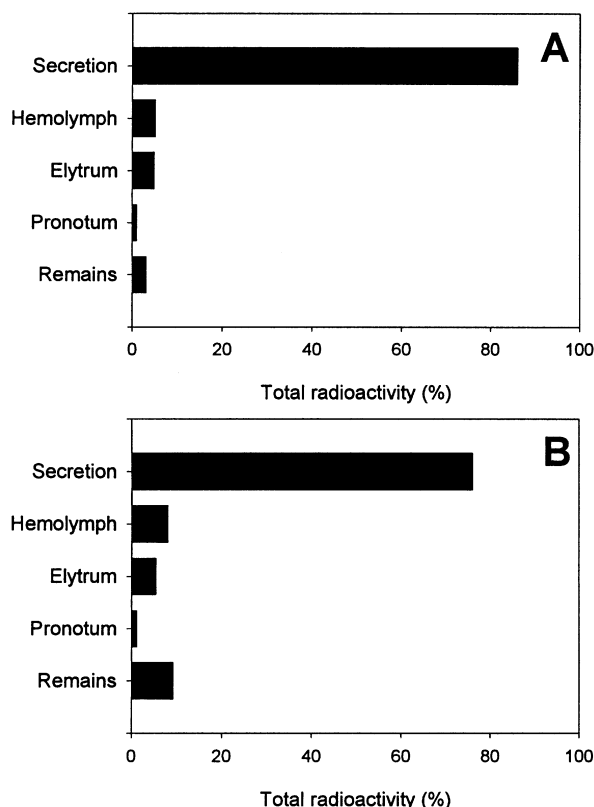 A
Secretion
Hemolymph
Elytrum
Pronotum
Remains
0 20 40 60 80 100
Total radioactivity (%)
B
Secretion
Hemolymph
Elytrum
Pronotum
Remains
0 20 40 60 80 100
Total radioactivity (%)